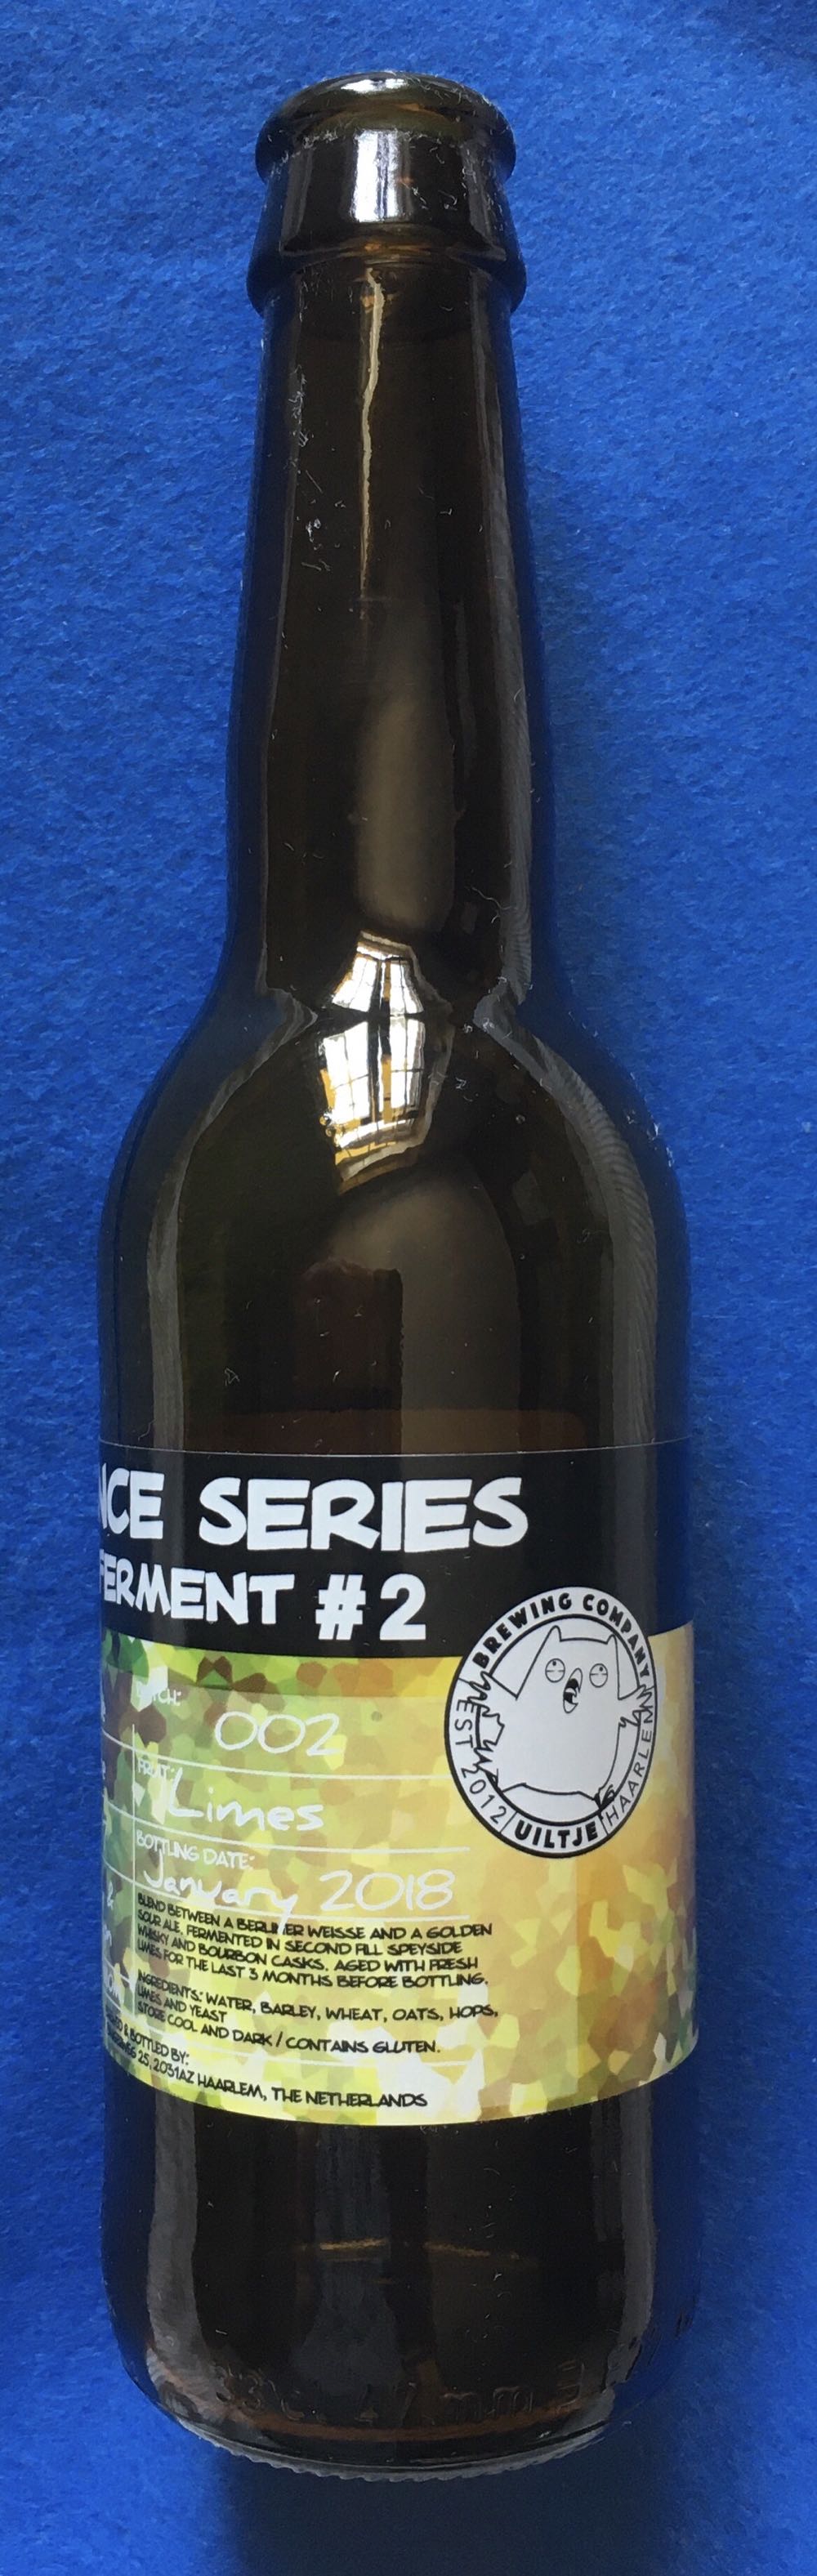 SERIES
#2
002
FRUIT:
Limes
BOTTLING DATE:
January 2018
BLEND BETWEEN A BERLINER WEISSE AND A GOLDEN
SOUR ALE, FERMENTED IN SECOND FILL SPEYSIDE
WHISKY AND BOURBON CASKS. AGED WITH FRESH
LIMES FOR THE LAST 3 MONTHS BEFORE BOTTLING.
INGREDIENTS: WATER, BARLEY, WHEAT, OATS, HOPS,
LIMES AND YEAST
STORE COOL AND DARK / CONTAINS GLUTEN.
& BOTTLED BY:
25, 2031AZ HAARLEM, THE NETHERLANDS
BREWING COMPANY
EST 2012
UILTJE
HAARLEM